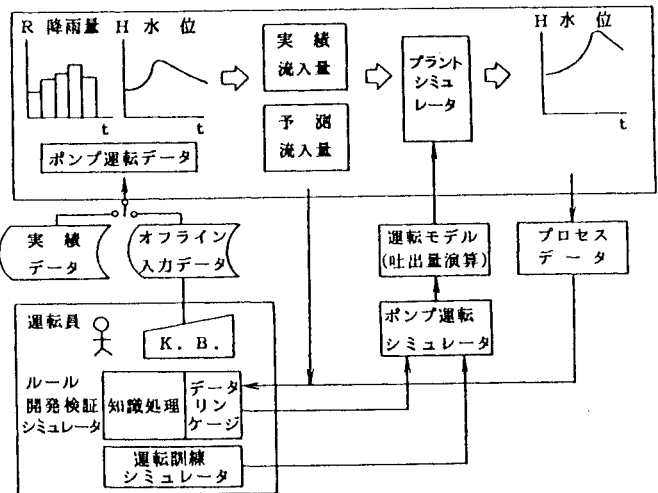 R 降雨量 H 水 位
t
t
ポンプ運転データ
実 績
流入量
予 測
流入量
プラント
シミュ
レータ
H 水 位
t
実 績
データ
オフライン
入力データ
運転モデル
(吐出量演算)
プロセス
データ
運転員
K. B.
ポンプ運転
シミュレータ
ルール
開発検証
シミュレータ
知識処理
データ
リン
ケージ
運転訓練
シミュレータ